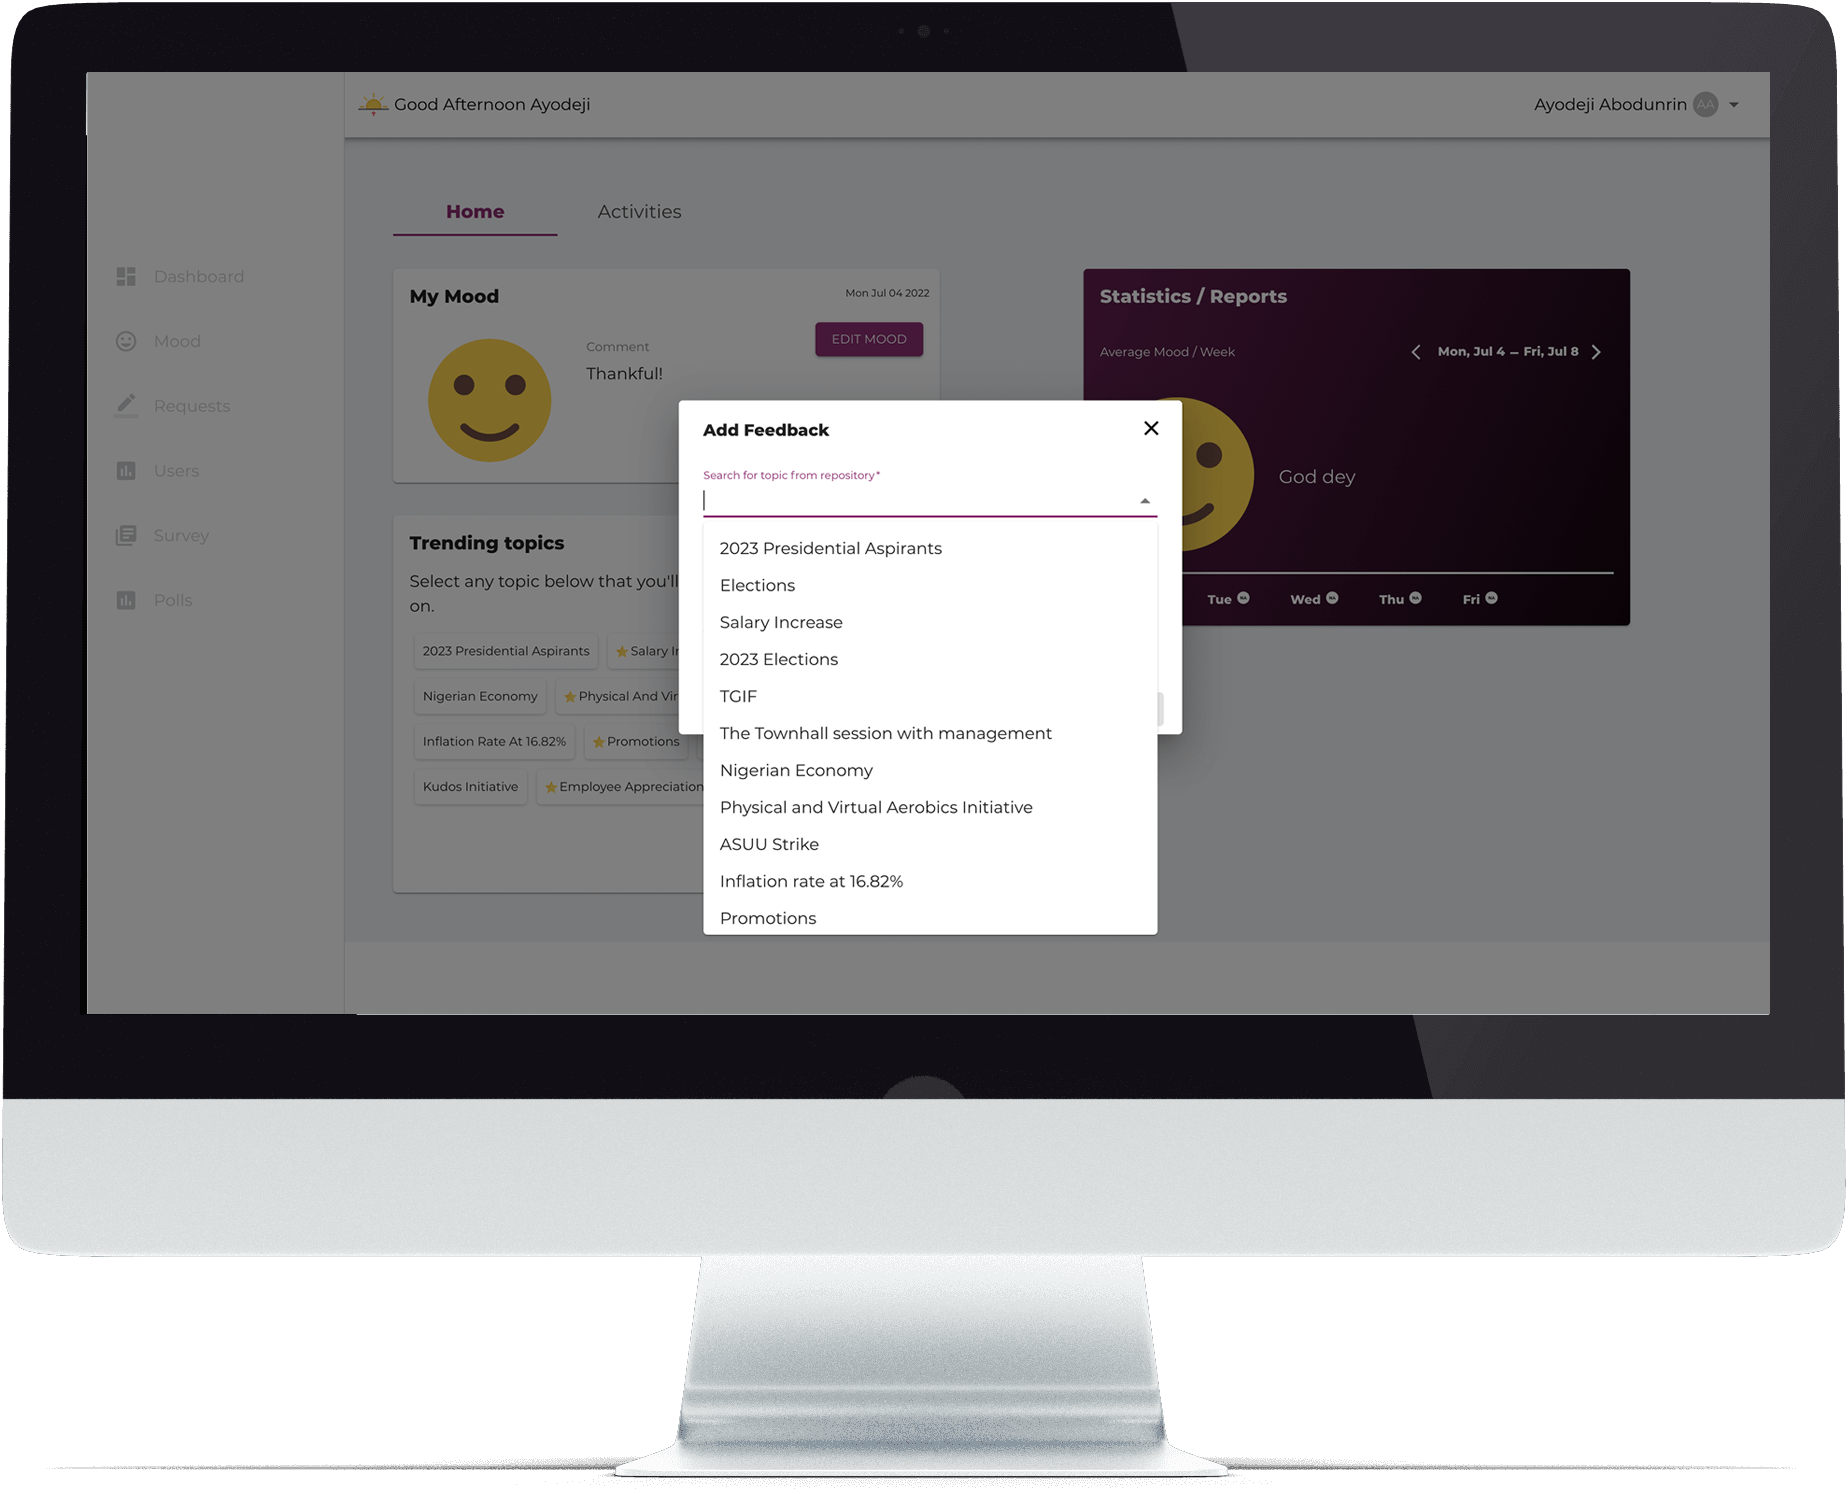 Good Afternoon Ayodeji
Ayodeji Abodunrin AA
Dashboard
Mood
Requests
Users
Survey
Polls
Home
Activities
My Mood
Mon Jul 04 2022
EDIT MOOD
Comment
Thankful!
Statistics / Reports
Average Mood / Week
Mon, Jul 4 – Fri, Jul 8
God dey
Tue
Wed
Thu
Fri
Trending topics
Select any topic below that you'll
on.
2023 Presidential Aspirants
Salary
Nigerian Economy
Physical And
Inflation Rate At 16.82%
Promotions
Kudos Initiative
Employee Appreciation
Add Feedback
Search for topic from repository*
2023 Presidential Aspirants
Elections
Salary Increase
2023 Elections
TGIF
The Townhall session with management
Nigerian Economy
Physical and Virtual Aerobics Initiative
ASUU Strike
Inflation rate at 16.82%
Promotions